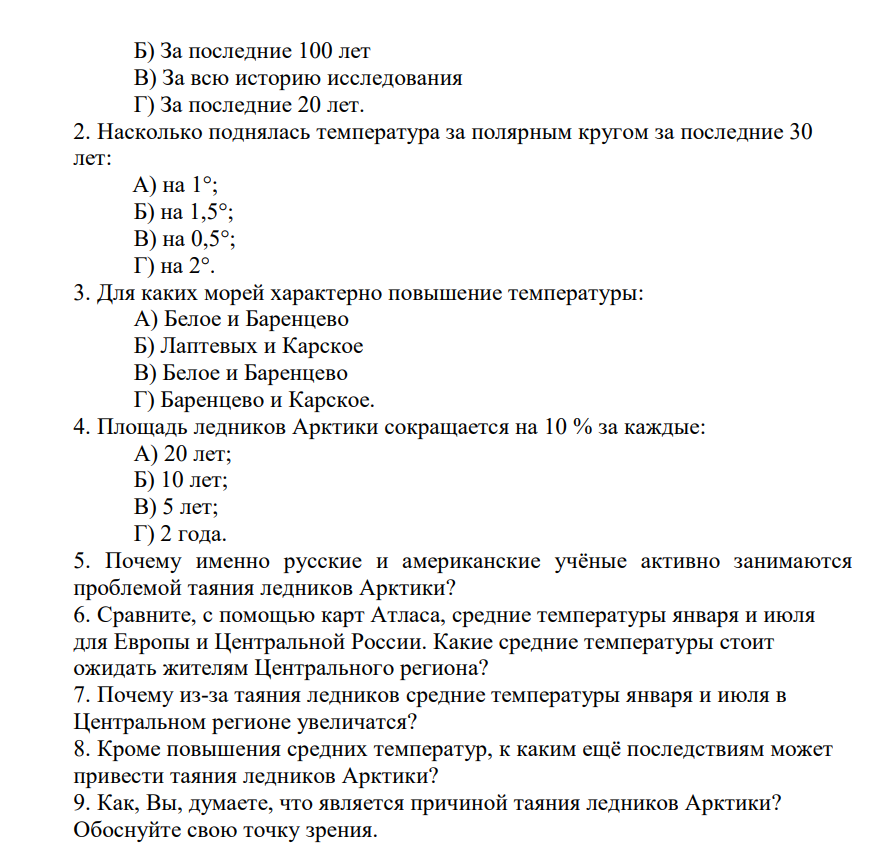 Б) За последние 100 лет
В) За всю историю исследования
Г) За последние 20 лет.
2. Насколько поднялась температура за полярным кругом за последние 30
лет:
А) на 1°;
Б) на 1,5°;
В) на 0,5°;
Г) на 2°.
3. Для каких морей характерно повышение температуры:
А) Белое и Баренцево
Б) Лаптевых и Карское
В) Белое и Баренцево
Г) Баренцево и Карское.
4. Площадь ледников Арктики сокращается на 10 % за каждые:
А) 20 лет;
Б) 10 лет;
В) 5 лет;
Г) 2 года.
5. Почему именно русские и американские учёные активно занимаются
проблемой таяния ледников Арктики?
6. Сравните, с помощью карт Атласа, средние температуры января и июля
для Европы и Центральной России. Какие средние температуры стоит
ожидать жителям Центрального региона?
7. Почему из-за таяния ледников средние температуры января и июля в
Центральном регионе увеличатся?
8. Кроме повышения средних температур, к каким ещё последствиям может
привести таяния ледников Арктики?
9. Как, Вы, думаете, что является причиной таяния ледников Арктики?
Обоснуйте свою точку зрения.